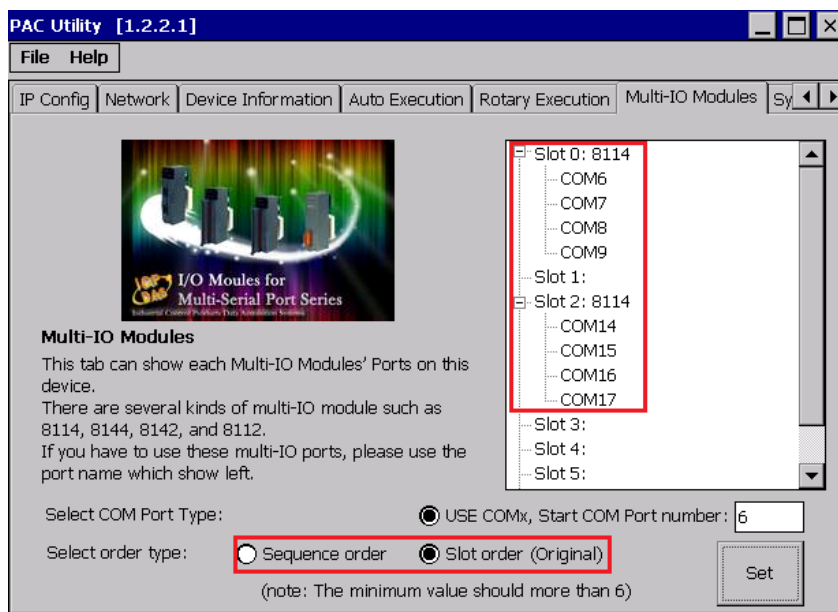 PAC Utility [1.2.2.1]
File Help
IP Config Network Device Information Auto Execution Rotary Execution Multi-IO Modules Sy
I/O Moules for
Multi-Serial Port Series
Industrial Control Products Data Acquisition Systems
Multi-IO Modules
This tab can show each Multi-IO Modules' Ports on this
device.
There are several kinds of multi-IO module such as
8114, 8144, 8142, and 8112.
If you have to use these multi-IO ports, please use the
port name which show left.
Slot 0: 8114
COM6
COM7
COM8
COM9
Slot 1:
Slot 2: 8114
COM14
COM15
COM16
COM17
Slot 3:
Slot 4:
Slot 5:
Select COM Port Type:
USE COMx, Start COM Port number: 6
Select order type:
Sequence order Slot order (Original)
(note: The minimum value should more than 6)
Set